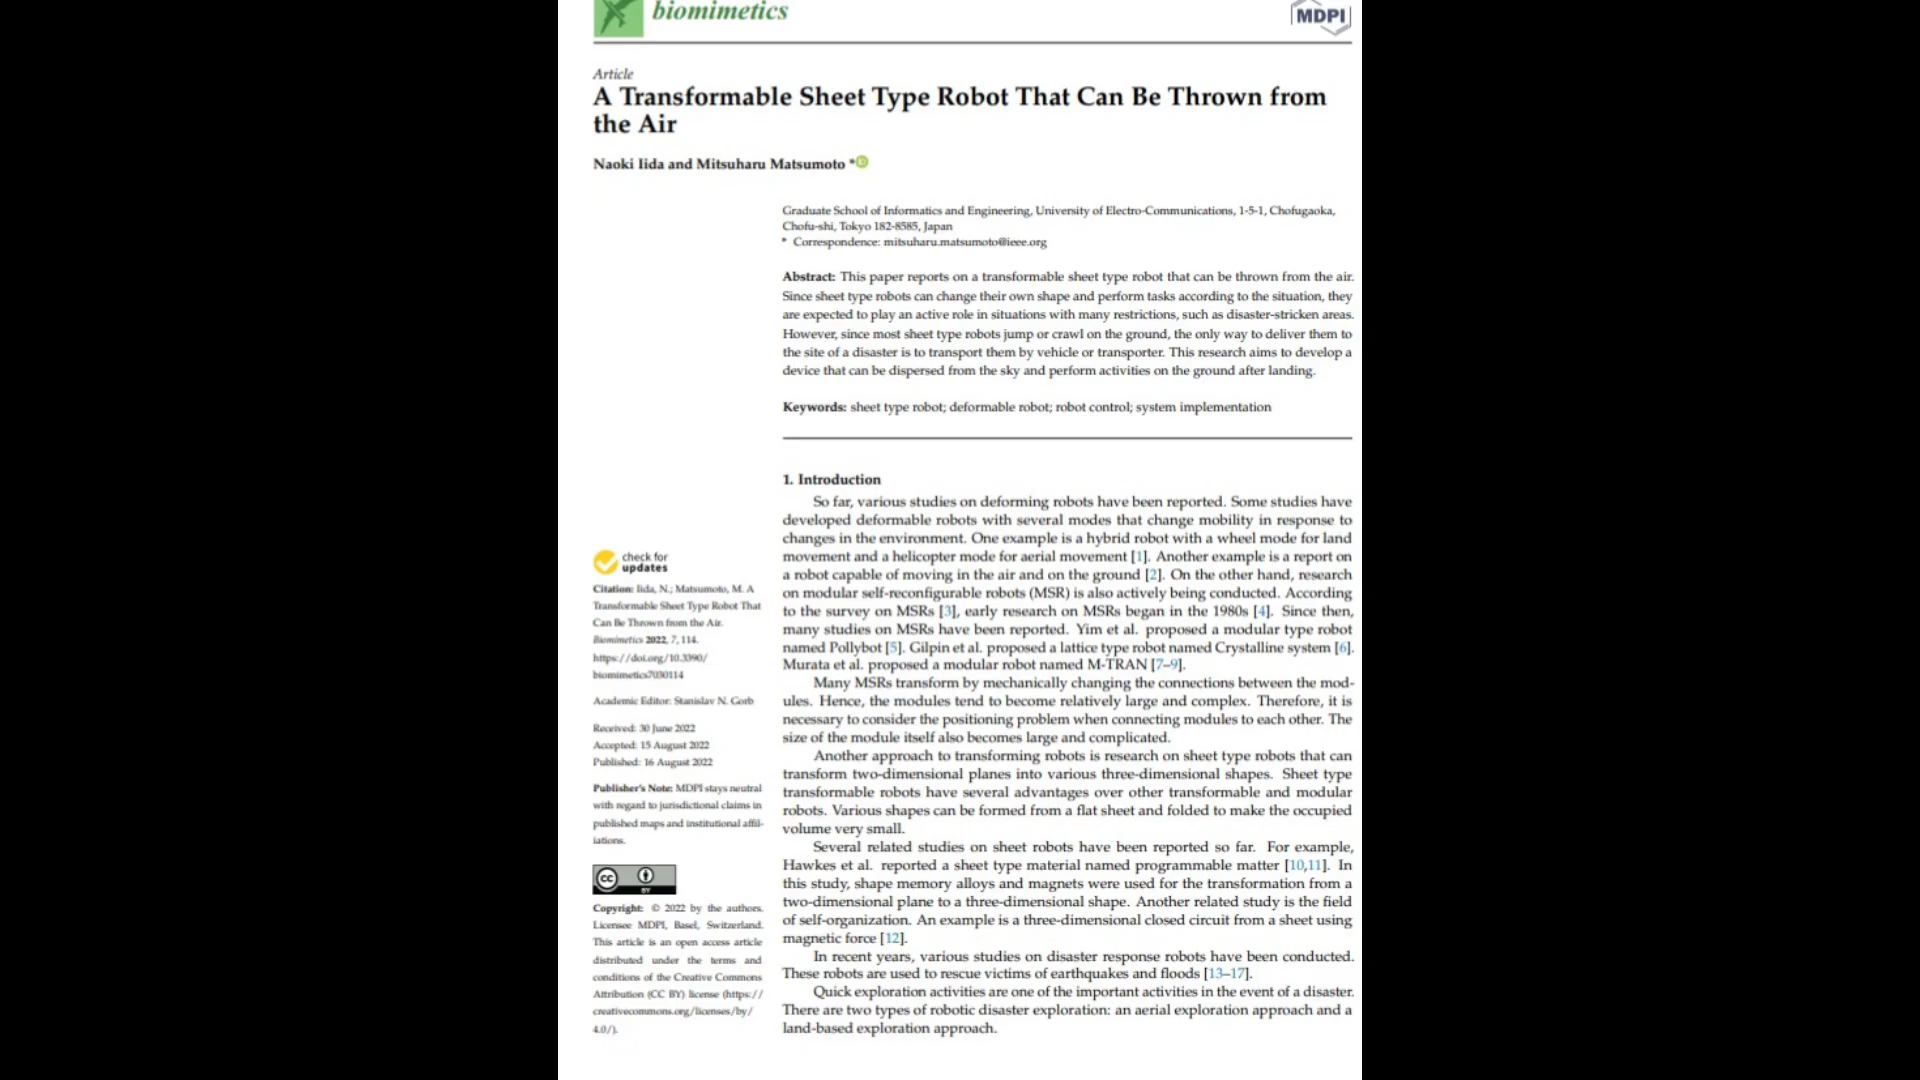 biomimetics
MDPI
Article
A Transformable Sheet Type Robot That Can Be Thrown from
the Air
Naoki Iida and Mitsuharu Matsumoto *
Graduate School of Informatics and Engineering, University of Electro-Communications, 1-5-1, Chofugaoka,
Chofu-shi, Tokyo 182-8585, Japan
* Correspondence: mitsuharu.matsumoto@ieee.org
Abstract: This paper reports on a transformable sheet type robot that can be thrown from the air.
Since sheet type robots can change their own shape and perform tasks according to the situation, they
are expected to play an active role in situations with many restrictions, such as disaster-stricken areas.
However, since most sheet type robots jump or crawl on the ground, the only way to deliver them to
the site of a disaster is to transport them by vehicle or transporter. This research aims to develop a
device that can be dispersed from the sky and perform activities on the ground after landing.
Keywords: sheet type robot; deformable robot; robot control; system implementation
1. Introduction
So far, various studies on deforming robots have been reported. Some studies have
developed deformable robots with several modes that change mobility in response to
changes in the environment. One example is a hybrid robot with a wheel mode for land
movement and a helicopter mode for aerial movement [1]. Another example is a report on
a robot capable of moving in the air and on the ground [2]. On the other hand, research
on modular self-reconfigurable robots (MSR) is also actively being conducted. According
to the survey on MSRs [3], early research on MSRs began in the 1980s [4]. Since then,
many studies on MSRs have been reported. Yim et al. proposed a modular type robot
named Pollybot [5]. Gilpin et al. proposed a lattice type robot named Crystalline system [6].
Murata et al. proposed a modular robot named M-TRAN [7–9].
Many MSRs transform by mechanically changing the connections between the mod-
ules. Hence, the modules tend to become relatively large and complex. Therefore, it is
necessary to consider the positioning problem when connecting modules to each other. The
size of the module itself also becomes large and complicated.
Another approach to transforming robots is research on sheet type robots that can
transform two-dimensional planes into various three-dimensional shapes. Sheet type
transformable robots have several advantages over other transformable and modular
robots. Various shapes can be formed from a flat sheet and folded to make the occupied
volume very small.
Several related studies on sheet robots have been reported so far. For example,
Hawkes et al. reported a sheet type material named programmable matter [10,11]. In
this study, shape memory alloys and magnets were used for the transformation from a
two-dimensional plane to a three-dimensional shape. Another related study is the field
of self-organization. An example is a three-dimensional closed circuit from a sheet using
magnetic force [12].
In recent years, various studies on disaster response robots have been conducted.
These robots are used to rescue victims of earthquakes and floods [13–17].
Quick exploration activities are one of the important activities in the event of a disaster.
There are two types of robotic disaster exploration: an aerial exploration approach and a
land-based exploration approach.
check for
updates
Citation: Iida, N.; Matsumoto, M. A
Transformable Sheet Type Robot That
Can Be Thrown from the Air.
Biomimetics 2022, 7, 114.
https://doi.org/10.3390/
biomimetics7030114
Academic Editor: Stanislav N. Gorb
Received: 30 June 2022
Accepted: 15 August 2022
Published: 16 August 2022
Publisher's Note: MDPI stays neutral
with regard to jurisdictional claims in
published maps and institutional affil-
iations.
cc
BY
Copyright: © 2022 by the authors.
Licensee MDPI, Basel, Switzerland.
This article is an open access article
distributed under the terms and
conditions of the Creative Commons
Attribution (CC BY) license (https://
creativecommons.org/licenses/by/
4.0/).